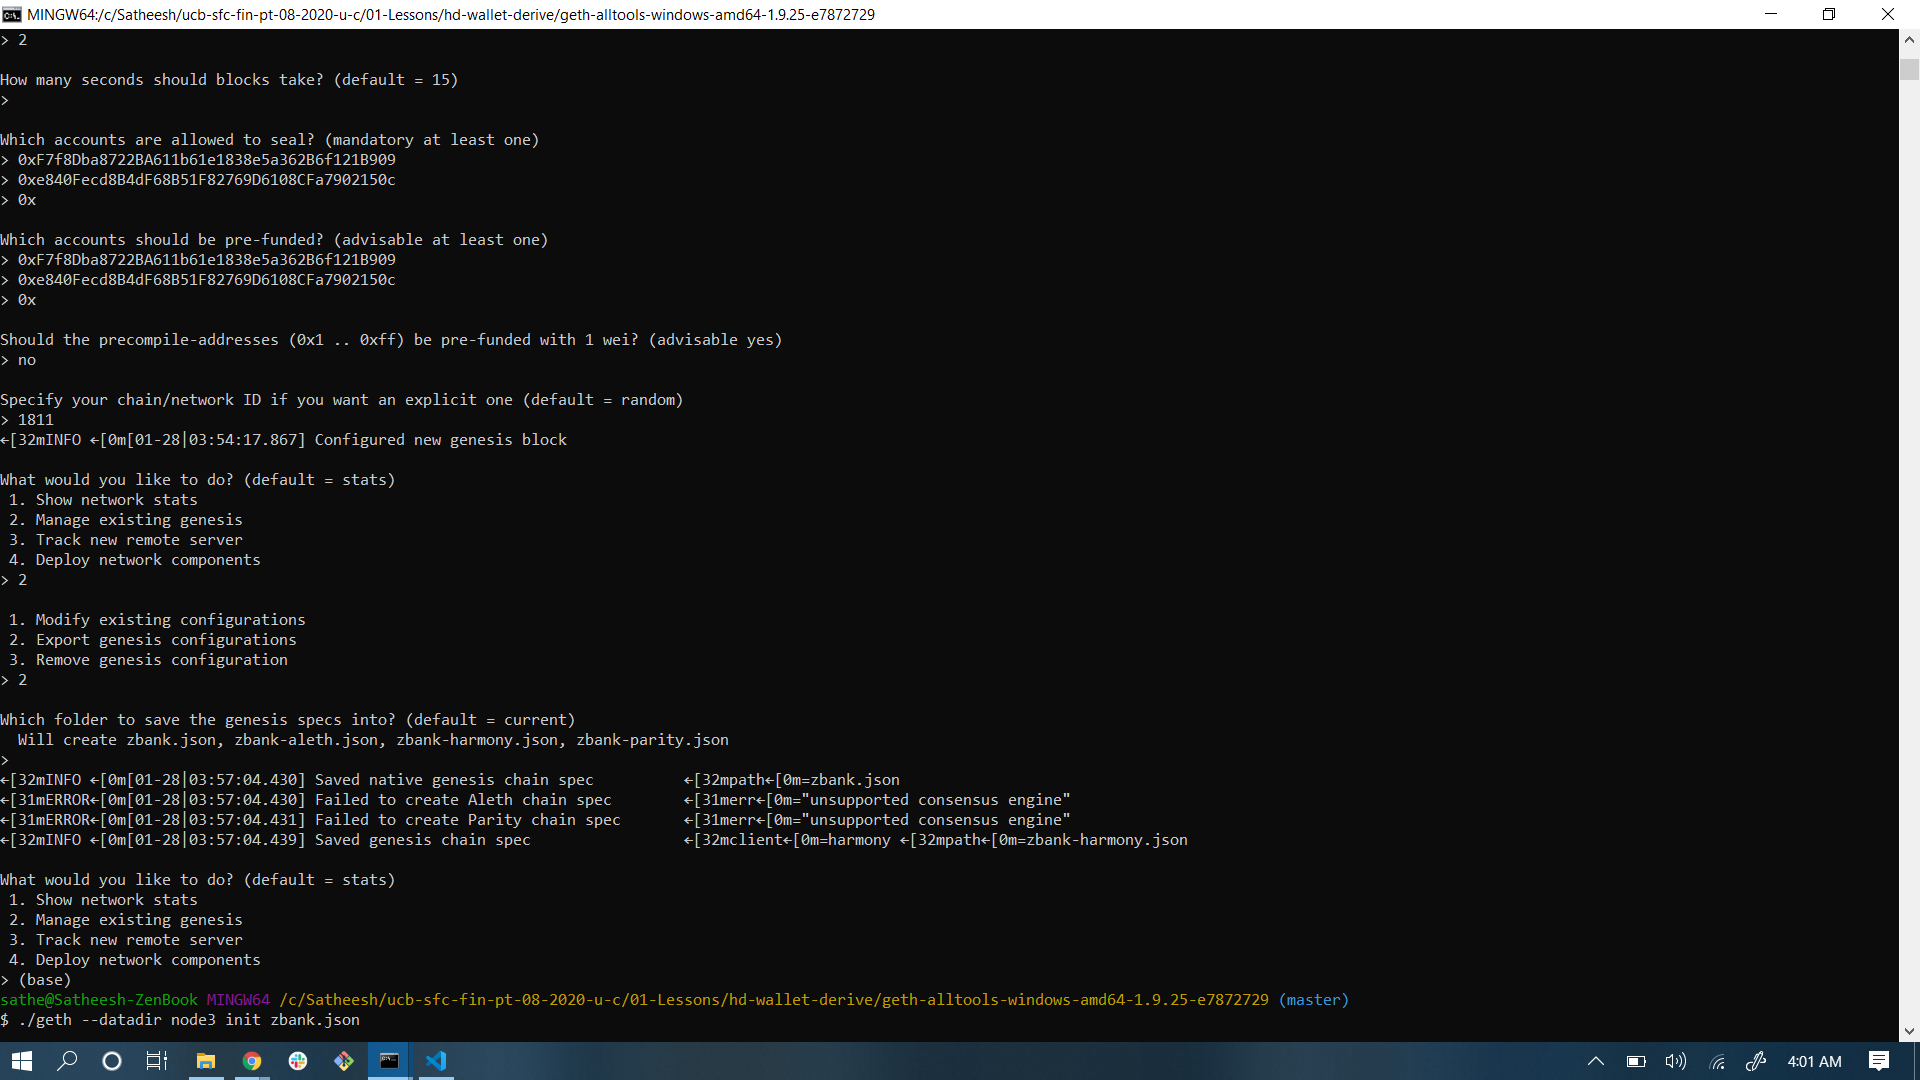 MINGW64:/c/Satheesh/ucb-sfc-fin-pt-08-2020-u-c/01-Lessons/hd-wallet-derive/geth-alltools-windows-amd64-1.9.25-e7872729
> 2
How many seconds should blocks take? (default = 15)
>
Which accounts are allowed to seal? (mandatory at least one)
> 0xF7f8Dba8722BA611b61e1838e5a362B6f121B909
> 0xe840Fecd8B4dF68B51F82769D6108CFa7902150c
> 0x
Which accounts should be pre-funded? (advisable at least one)
> 0xF7f8Dba8722BA611b61e1838e5a362B6f121B909
> 0xe840Fecd8B4dF68B51F82769D6108CFa7902150c
> 0x
Should the precompile-addresses (0x1 .. 0xff) be pre-funded with 1 wei? (advisable yes)
> no
Specify your chain/network ID if you want an explicit one (default = random)
> 1811
←[32mINFO ←[0m[01-28|03:54:17.867] Configured new genesis block
What would you like to do? (default = stats)
1. Show network stats
2. Manage existing genesis
3. Track new remote server
4. Deploy network components
> 2
1. Modify existing configurations
2. Export genesis configurations
3. Remove genesis configuration
> 2
Which folder to save the genesis specs into? (default = current)
Will create zbank.json, zbank-aleth.json, zbank-harmony.json, zbank-parity.json
>
←[32mINFO ←[0m[01-28|03:57:04.430] Saved native genesis chain spec ←[32mpath←[0m=zbank.json
←[31mERROR←[0m[01-28|03:57:04.430] Failed to create Aleth chain spec ←[31merr←[0m="unsupported consensus engine"
←[31mERROR←[0m[01-28|03:57:04.431] Failed to create Parity chain spec ←[31merr←[0m="unsupported consensus engine"
←[32mINFO ←[0m[01-28|03:57:04.439] Saved genesis chain spec ←[32mclient←[0m=harmony ←[32mpath←[0m=zbank-harmony.json
What would you like to do? (default = stats)
1. Show network stats
2. Manage existing genesis
3. Track new remote server
4. Deploy network components
> (base)
sathe@Satheesh-ZenBook MINGW64 /c/Satheesh/ucb-sfc-fin-pt-08-2020-u-c/01-Lessons/hd-wallet-derive/geth-alltools-windows-amd64-1.9.25-e7872729 (master)
$ ./geth --datadir node3 init zbank.json
4:01 AM